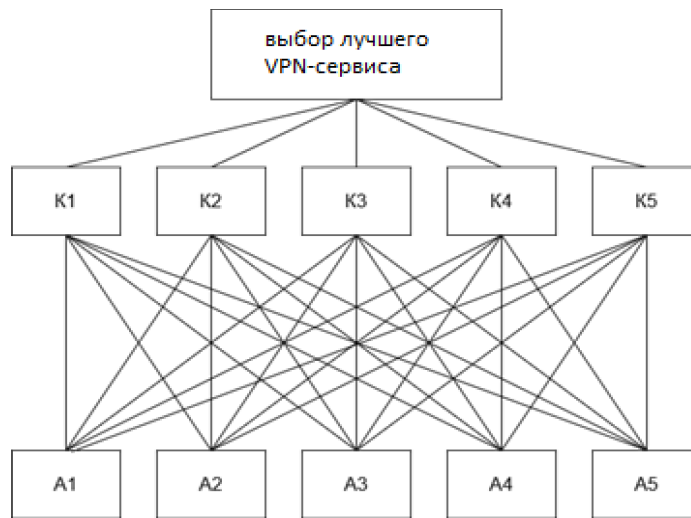 выбор лучшего
VPN-сервиса
К1
К2
К3
К4
К5
А1
А2
А3
А4
А5